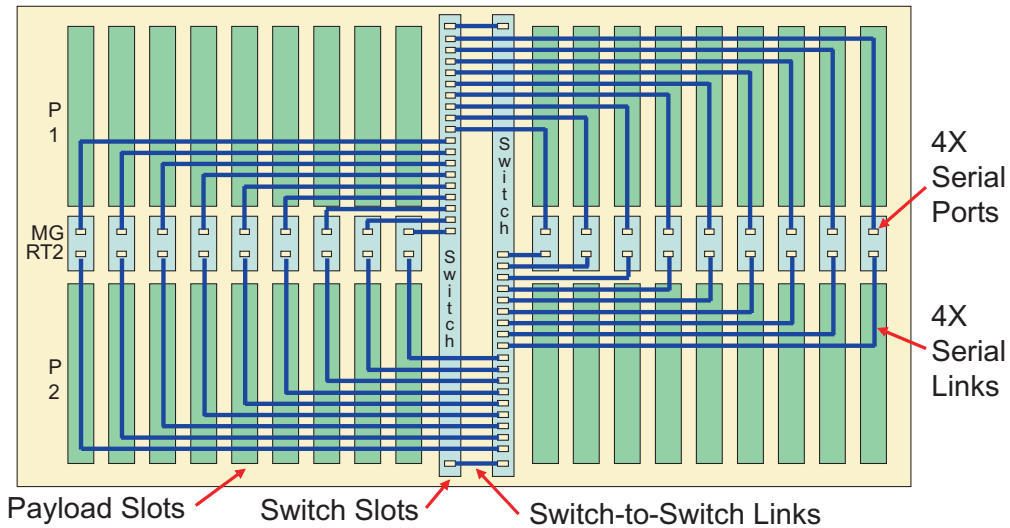 P
1
MG
RT2
P
2
S
w
i
t
c
h
S
w
i
t
c
h
4X
Serial
Ports
4X
Serial
Links
Payload Slots
Switch Slots
Switch-to-Switch Links